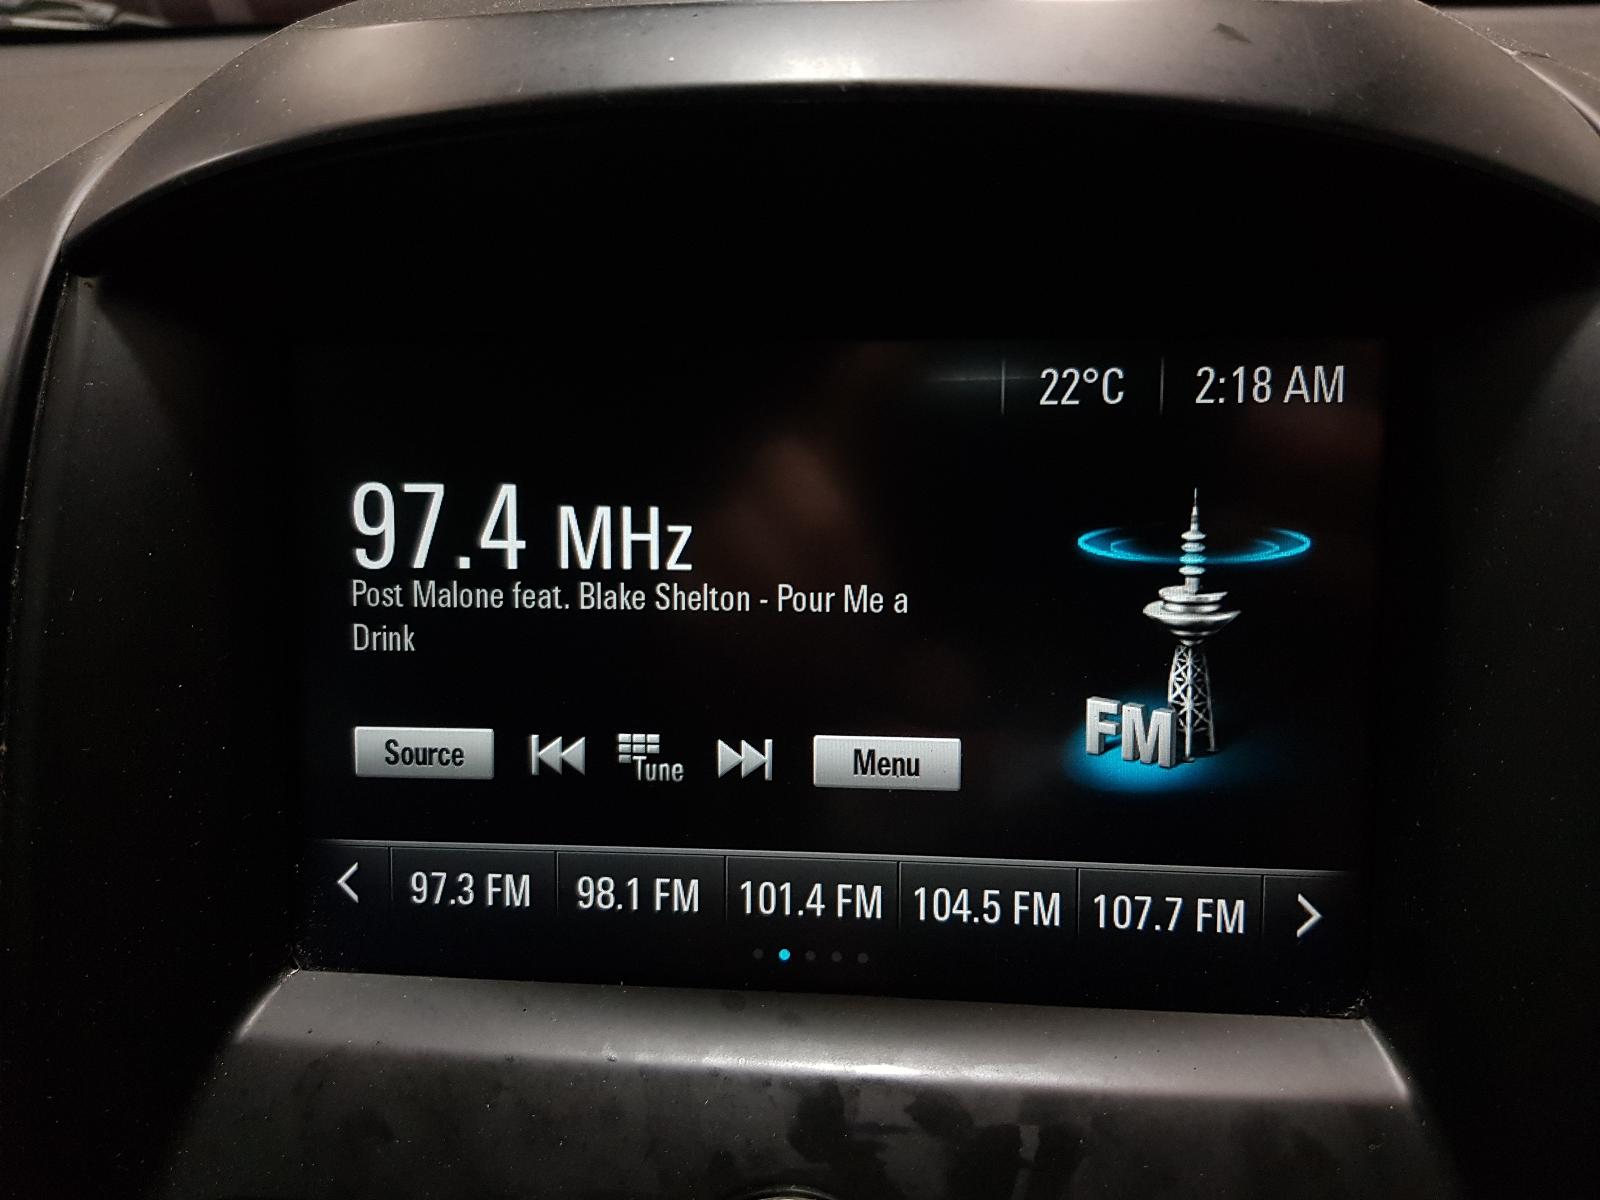 22°C 2:18 AM
97.4 MHz
Post Malone feat. Blake Shelton - Pour Me a
Drink
FM
Source Tune Menu
97.3 FM 98.1 FM 101.4 FM 104.5 FM 107.7 FM